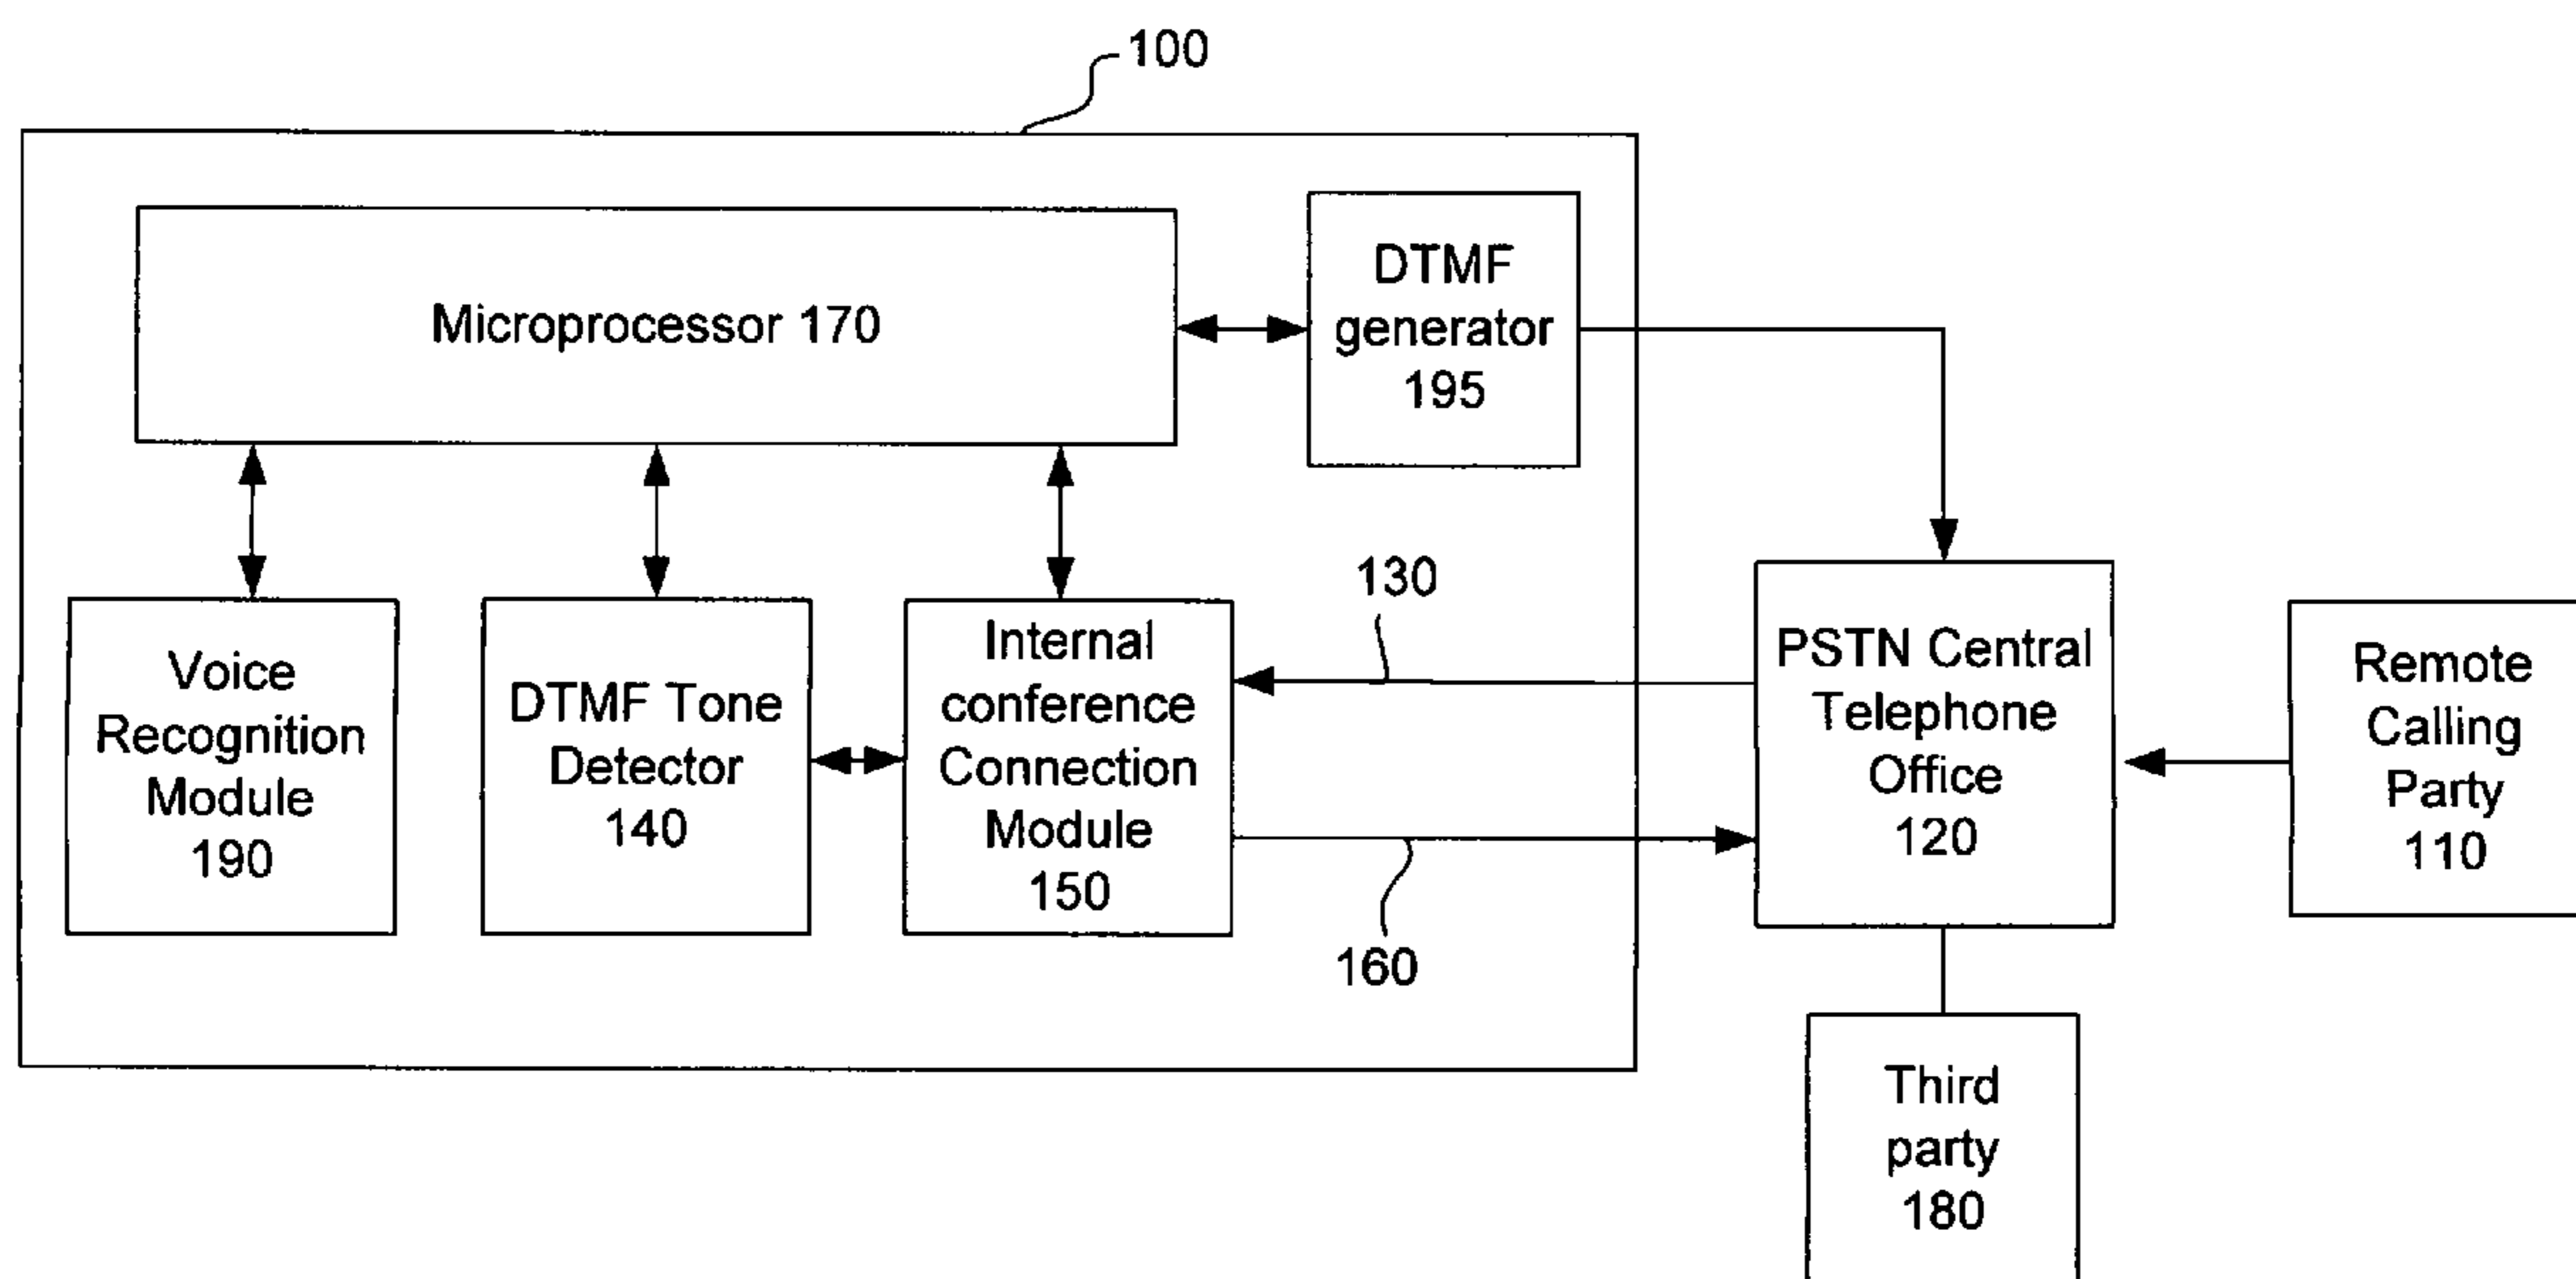 100
Microprocessor 170
DTMF
generator
195
Voice
Recognition
Module
190
DTMF Tone
Detector
140
Internal
conference
Connection
Module
150
130
160
PSTN Central
Telephone
Office
120
Remote
Calling
Party
110
Third
party
180